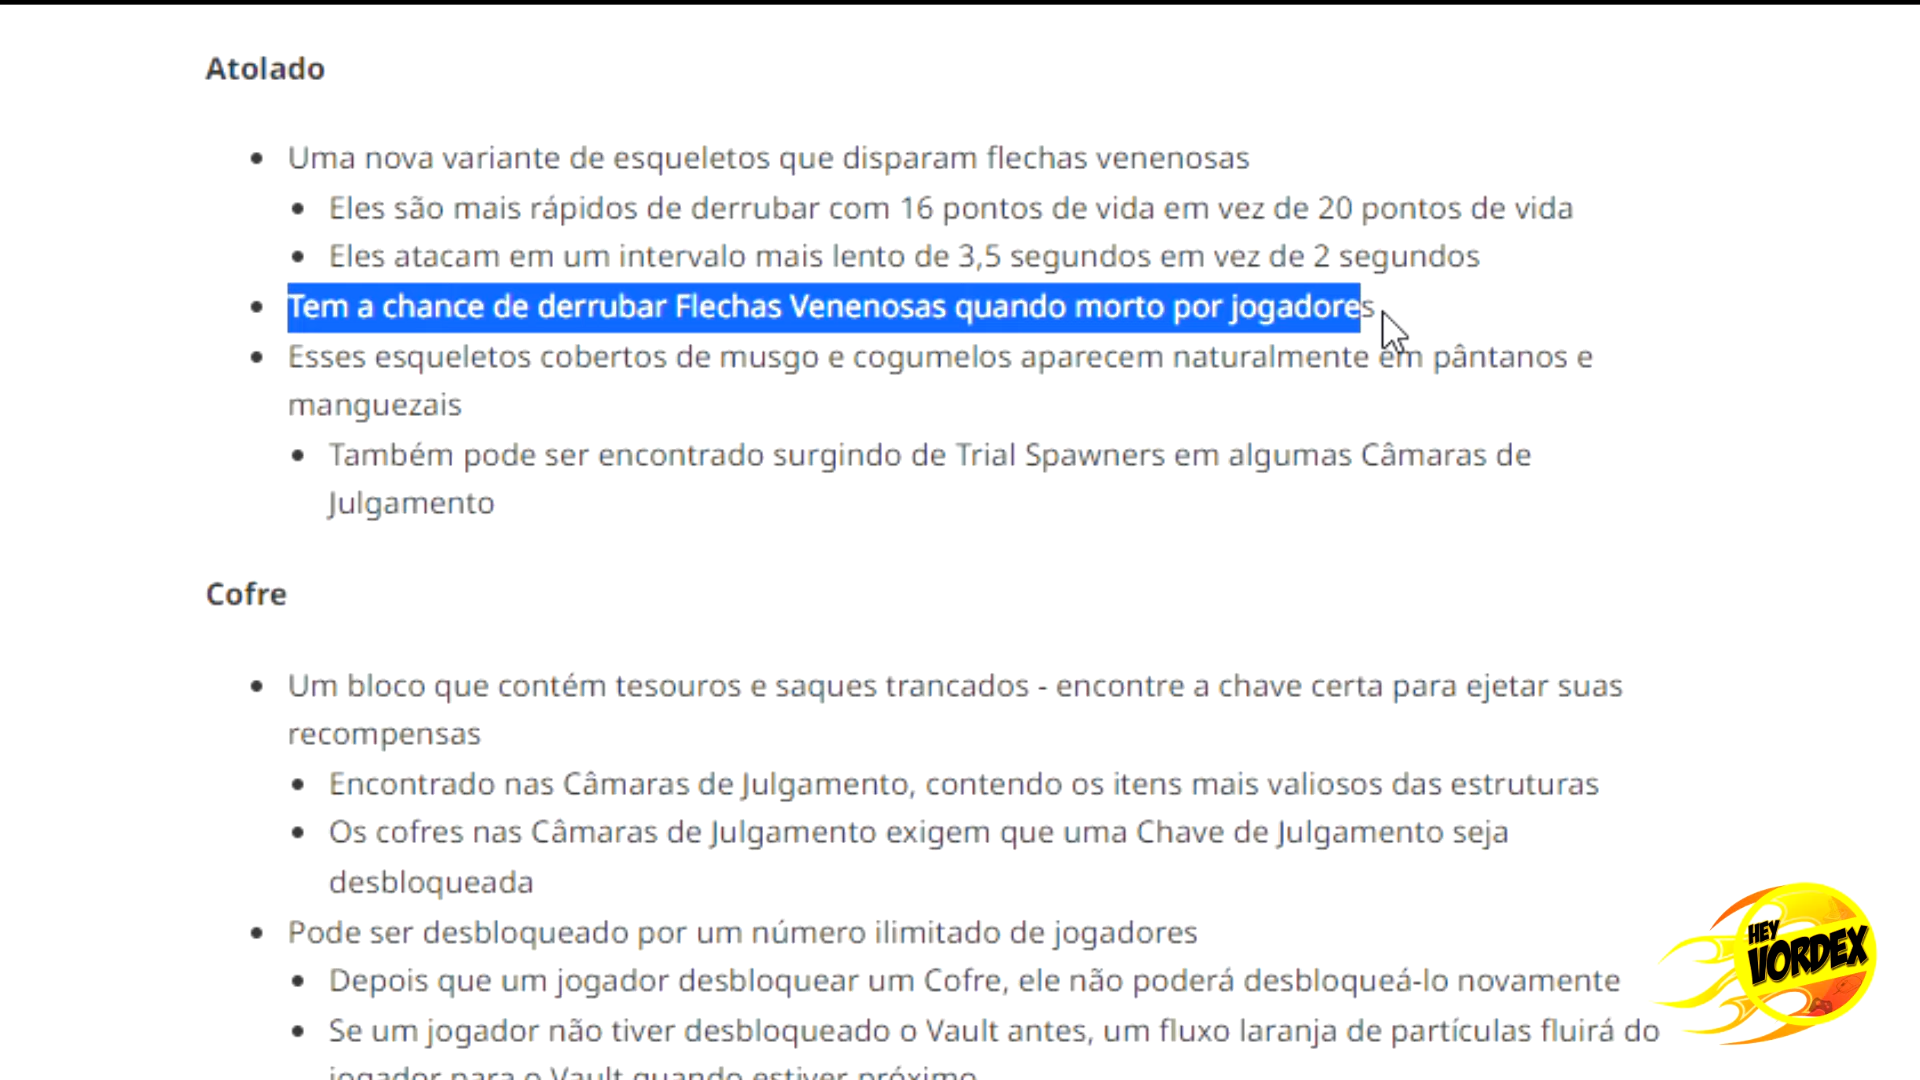 Atolado
Uma nova variante de esqueletos que disparam flechas venenosas
Eles são mais rápidos de derrubar com 16 pontos de vida em vez de 20 pontos de vida
Eles atacam em um intervalo mais lento de 3,5 segundos em vez de 2 segundos
Tem a chance de derrubar Flechas Venenosas quando morto por jogadores
Esses esqueletos cobertos de musgo e cogumelos aparecem naturalmente em pântanos e
manguezais
Também pode ser encontrado surgindo de Trial Spawners em algumas Câmaras de
Julgamento
Cofre
Um bloco que contém tesouros e saques trancados - encontre a chave certa para ejetar suas
recompensas
Encontrado nas Câmaras de Julgamento, contendo os itens mais valiosos das estruturas
Os cofres nas Câmaras de Julgamento exigem que uma Chave de Julgamento seja
desbloqueada
Pode ser desbloqueado por um número ilimitado de jogadores
Depois que um jogador desbloquear um Cofre, ele não poderá desbloqueá-lo novamente
Se um jogador não tiver desbloqueado o Vault antes, um fluxo laranja de partículas fluirá do
jogador para o Vault quando estiver próximo
HEY
VORDEX